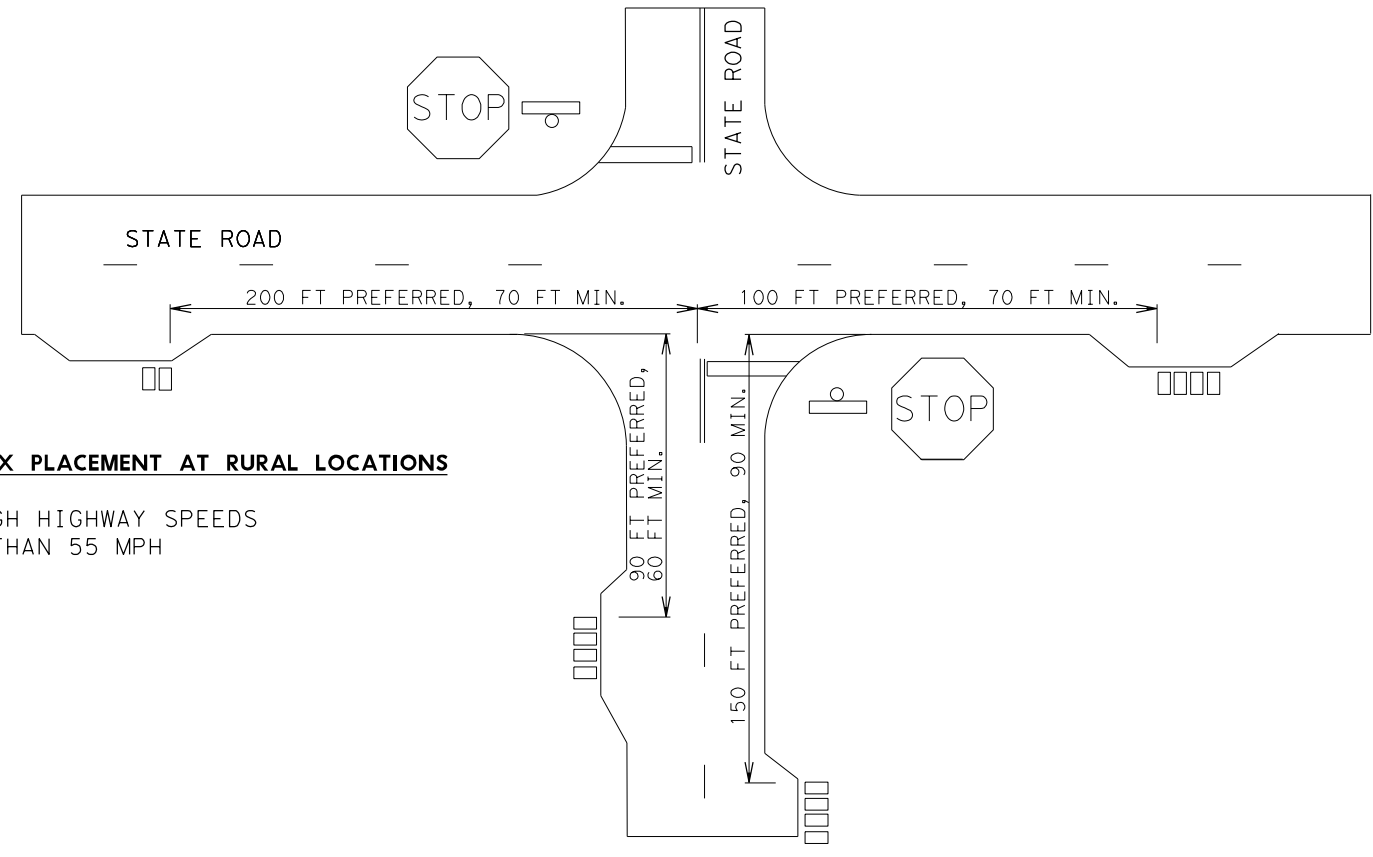 STATE ROAD
STOP
STATE ROAD
200 FT PREFERRED, 70 FT MIN.
100 FT PREFERRED, 70 FT MIN.
90 FT PREFERRED,
60 FT MIN.
150 FT PREFERRED, 90 MIN.
STOP
X PLACEMENT AT RURAL LOCATIONS
GH HIGHWAY SPEEDS
THAN 55 MPH